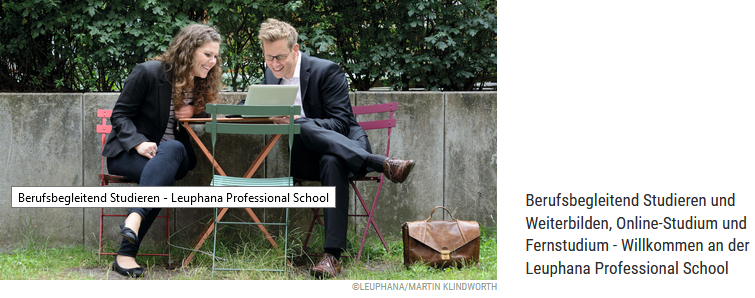 Berufsbegleitend Studieren - Leuphana Professional School
©LEUPHANA/MARTIN KLINDWORTH
Berufsbegleitend Studieren und
Weiterbilden, Online-Studium und
Fernstudium - Willkommen an der
Leuphana Professional School